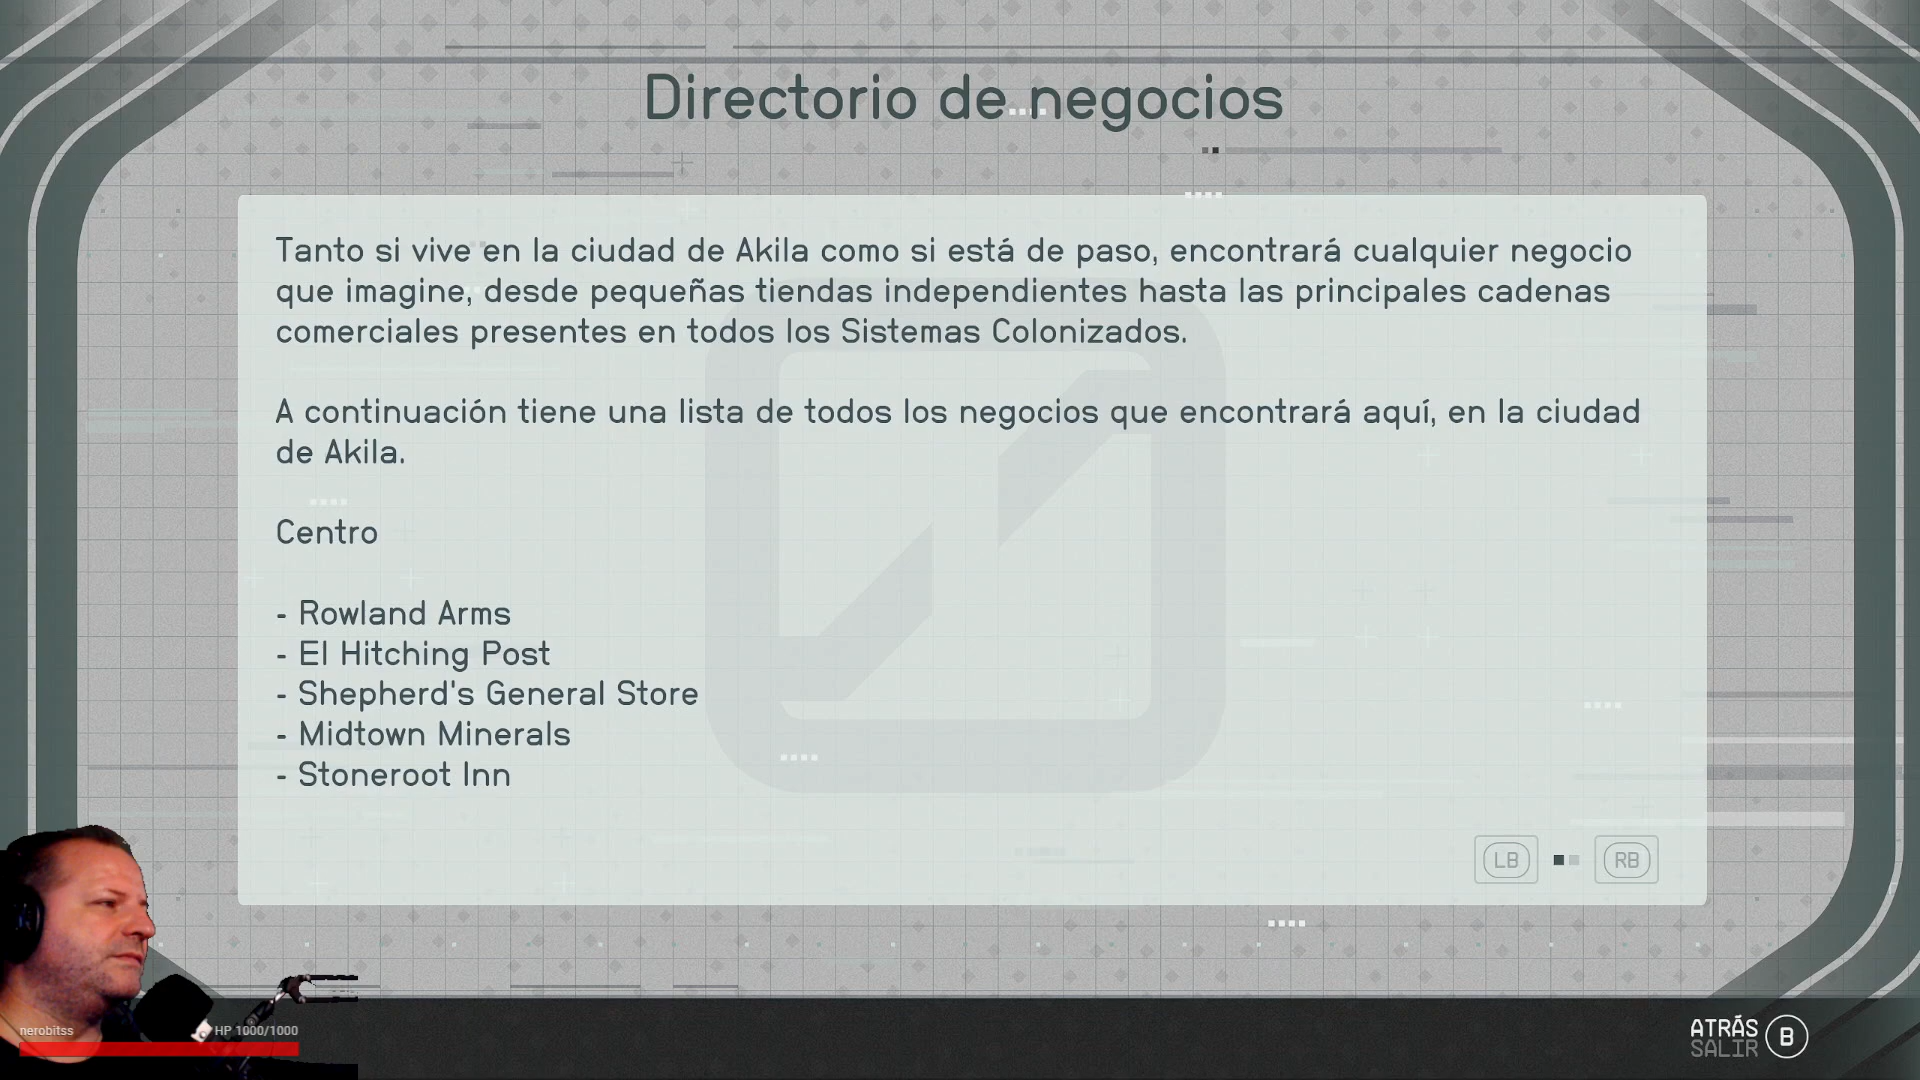 Directorio de negocios
Tanto si vive en la ciudad de Akila como si está de paso, encontrará cualquier negocio
que imagine, desde pequeñas tiendas independientes hasta las principales cadenas
comerciales presentes en todos los Sistemas Colonizados.
A continuación tiene una lista de todos los negocios que encontrará aquí, en la ciudad
de Akila.
Centro
- Rowland Arms
- El Hitching Post
- Shepherd's General Store
- Midtown Minerals
- Stoneroot Inn
LB RB
nerobitss HP 1000/1000
ATRÁS B
SALIR